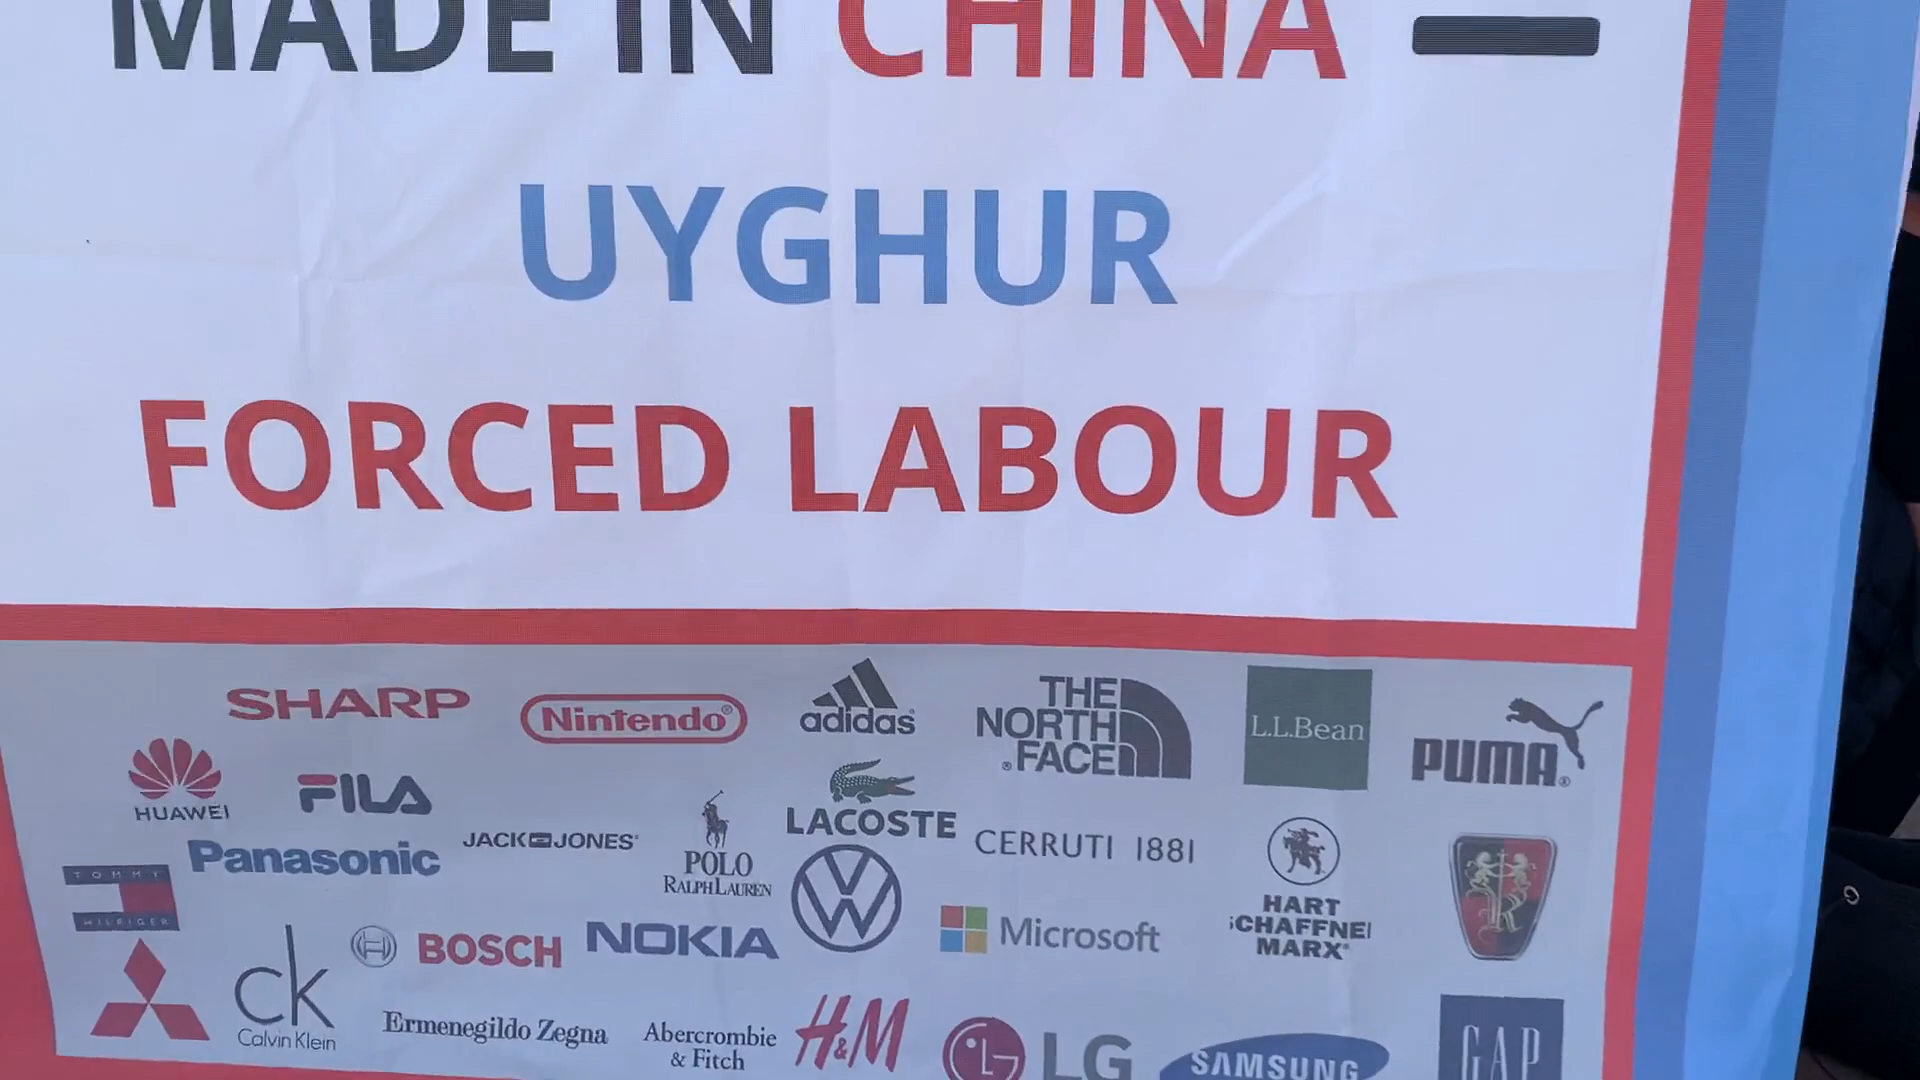 MADE IN CHINA
UYGHUR
FORCED LABOUR
SHARP
Nintendo®
adidas
THE
NORTH
FACE
L.L.Bean
PUMA®
HUAWEI
FILA
LACOSTE
JACK JONES
POLO
RALPH LAUREN
CERRUTI 1881
Panasonic
TOMMY
HILFIGER
HART
SCHAFFNE
MARX®
BOSCH
NOKIA
VW
Microsoft
ck
Calvin Klein
Ermenegildo Zegna
Abercrombie
& Fitch
H&M
LG
SAMSUNG
GAP